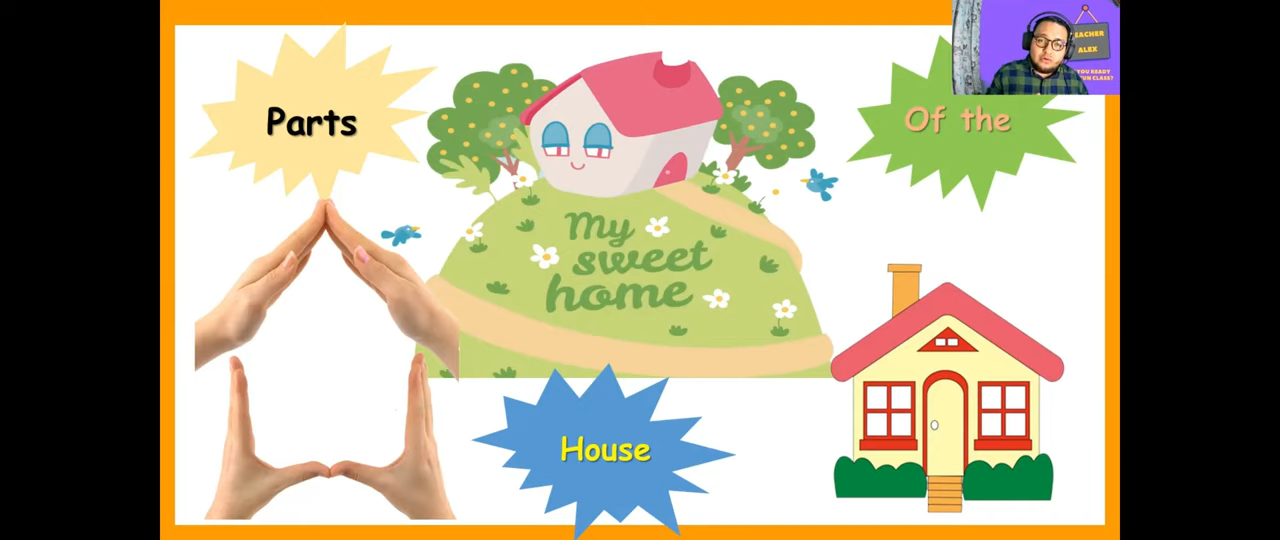 Parts
Of the
My
sweet
home
House
TEACHER
ALEX